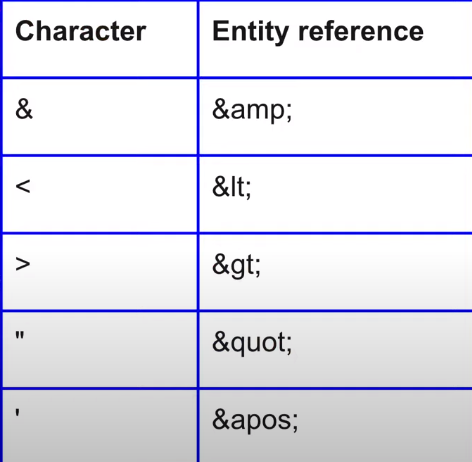 Character Entity reference
& &amp;
< &lt;
> &gt;
" &quot;
' &apos;